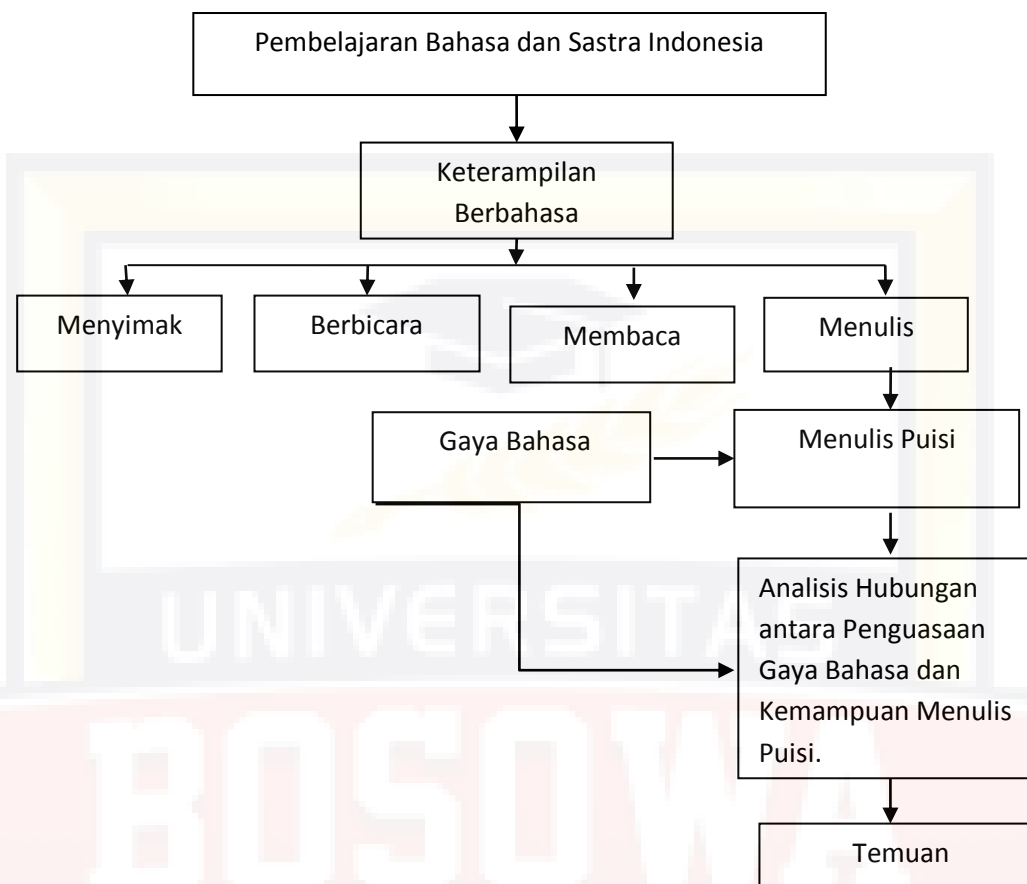 Pembelajaran Bahasa dan Sastra Indonesia
Keterampilan
Berbahasa
Menyimak
Berbicara
Membaca
Menulis
Gaya Bahasa
Menulis Puisi
Analisis Hubungan
antara Penguasaan
Gaya Bahasa dan
Kemampuan Menulis
Puisi.
Temuan
UNIVERSITAS
BOSOWA